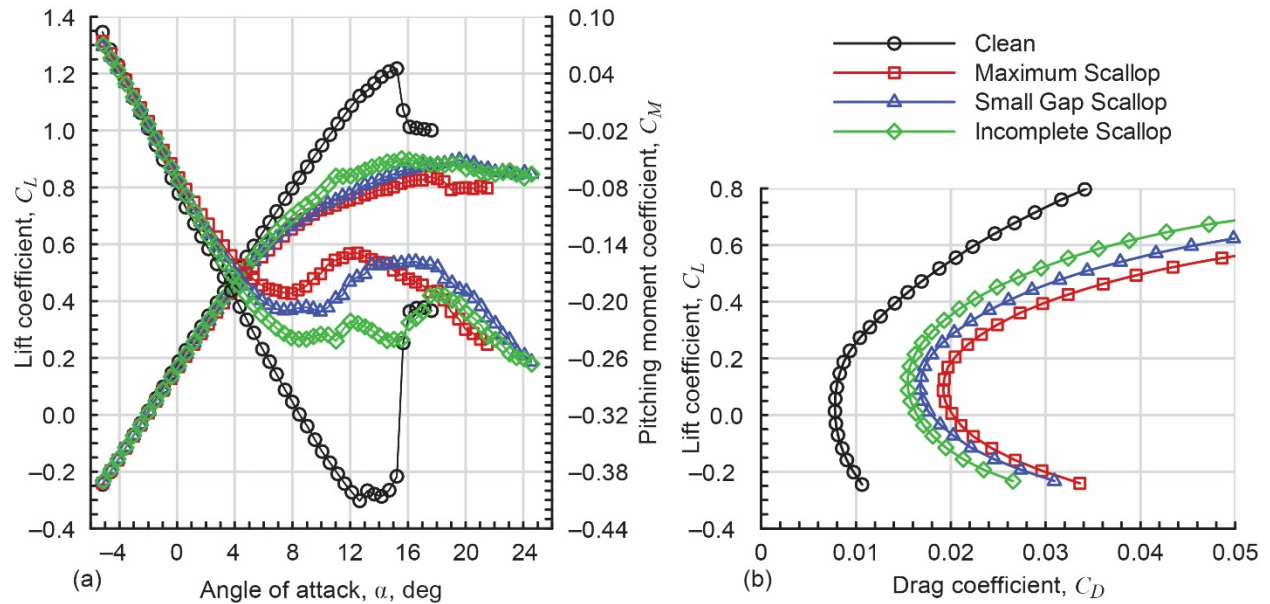 1.4
1.2
1.0
0.8
0.6
0.4
0.2
0.0
−0.2
−0.4
Lift coefficient, C_L
0.10
0.04
−0.02
−0.08
−0.14
−0.20
−0.26
−0.32
−0.38
−0.44
Pitching moment coefficient, C_M
−4 0 4 8 12 16 20 24
(a) Angle of attack, α, deg
Clean
Maximum Scallop
Small Gap Scallop
Incomplete Scallop
0.8
0.6
0.4
0.2
0.0
−0.2
−0.4
Lift coefficient, C_L
0 0.01 0.02 0.03 0.04 0.05
(b) Drag coefficient, C_D